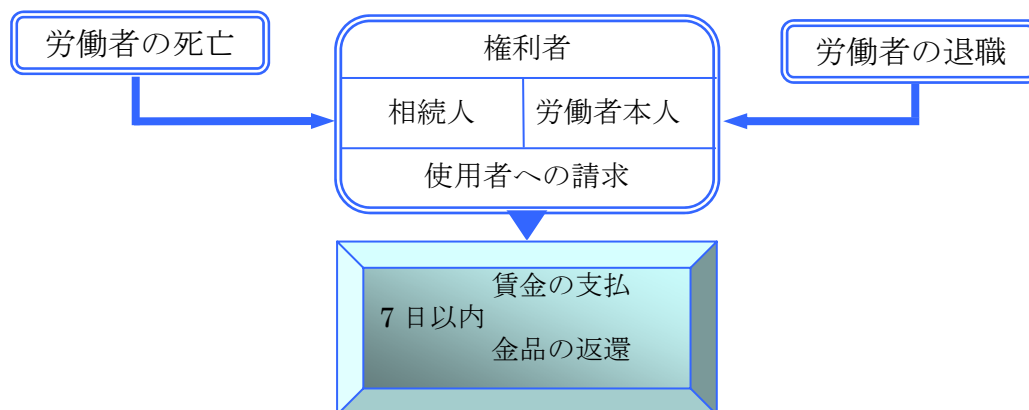 労働者の死亡
権利者
労働者の退職
相続人
労働者本人
使用者への請求
賃金の支払
7日以内
金品の返還